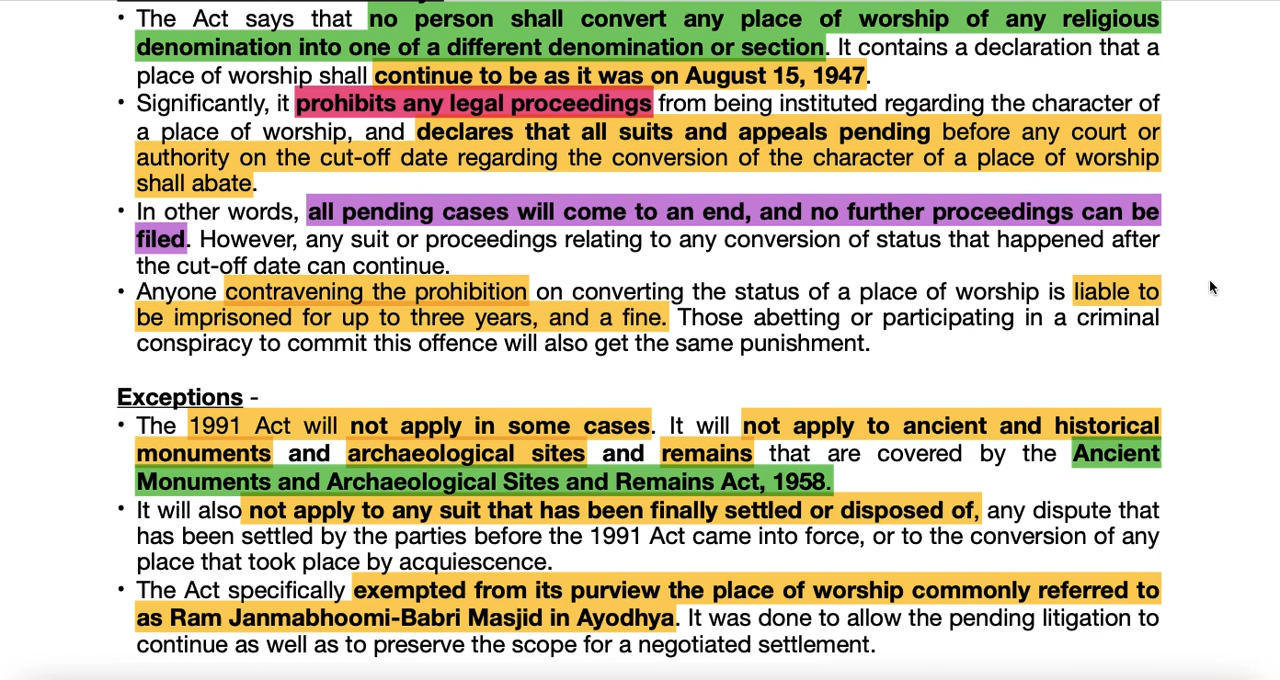 • The Act says that no person shall convert any place of worship of any religious
denomination into one of a different denomination or section. It contains a declaration that a
place of worship shall continue to be as it was on August 15, 1947.
• Significantly, it prohibits any legal proceedings from being instituted regarding the character of
a place of worship, and declares that all suits and appeals pending before any court or
authority on the cut-off date regarding the conversion of the character of a place of worship
shall abate.
• In other words, all pending cases will come to an end, and no further proceedings can be
filed. However, any suit or proceedings relating to any conversion of status that happened after
the cut-off date can continue.
• Anyone contravening the prohibition on converting the status of a place of worship is liable to
be imprisoned for up to three years, and a fine. Those abetting or participating in a criminal
conspiracy to commit this offence will also get the same punishment.
Exceptions -
• The 1991 Act will not apply in some cases. It will not apply to ancient and historical
monuments and archaeological sites and remains that are covered by the Ancient
Monuments and Archaeological Sites and Remains Act, 1958.
• It will also not apply to any suit that has been finally settled or disposed of, any dispute that
has been settled by the parties before the 1991 Act came into force, or to the conversion of any
place that took place by acquiescence.
• The Act specifically exempted from its purview the place of worship commonly referred to
as Ram Janmabhoomi-Babri Masjid in Ayodhya. It was done to allow the pending litigation to
continue as well as to preserve the scope for a negotiated settlement.